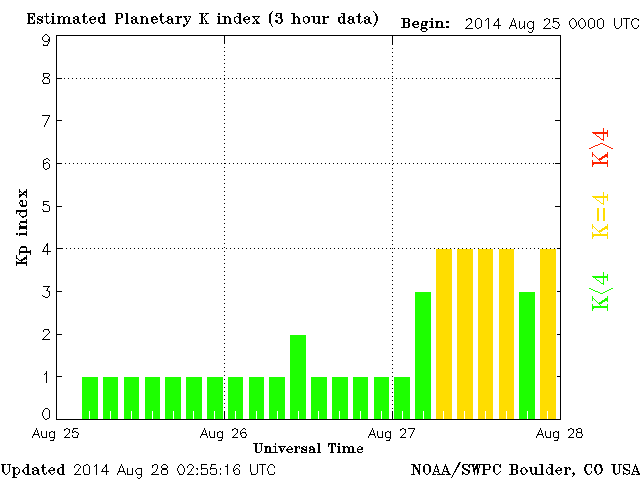 Estimated Planetary K index (3 hour data)
Begin: 2014 Aug 25 0000 UTC
9
8
7
6
5
4
3
2
1
0
Kp index
K>4
K=4
K<4
Aug 25
Aug 26
Aug 27
Aug 28
Universal Time
Updated 2014 Aug 28 02:55:16 UTC
NOAA/SWPC Boulder, CO USA